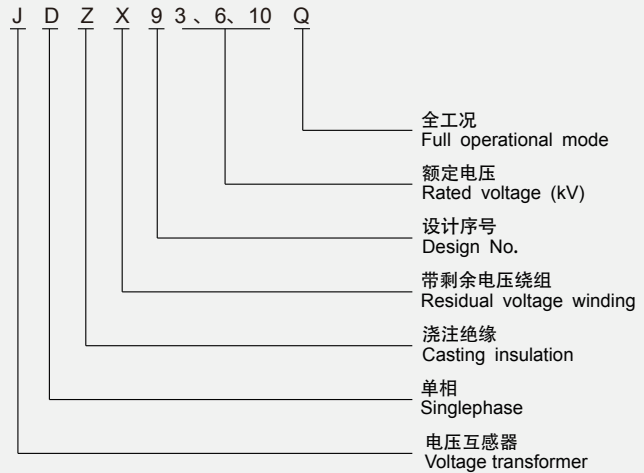 J D Z X 9 3、6、10 Q
全工况
Full operational mode
额定电压
Rated voltage (kV)
设计序号
Design No.
带剩余电压绕组
Residual voltage winding
浇注绝缘
Casting insulation
单相
Singlephase
电压互感器
Voltage transformer